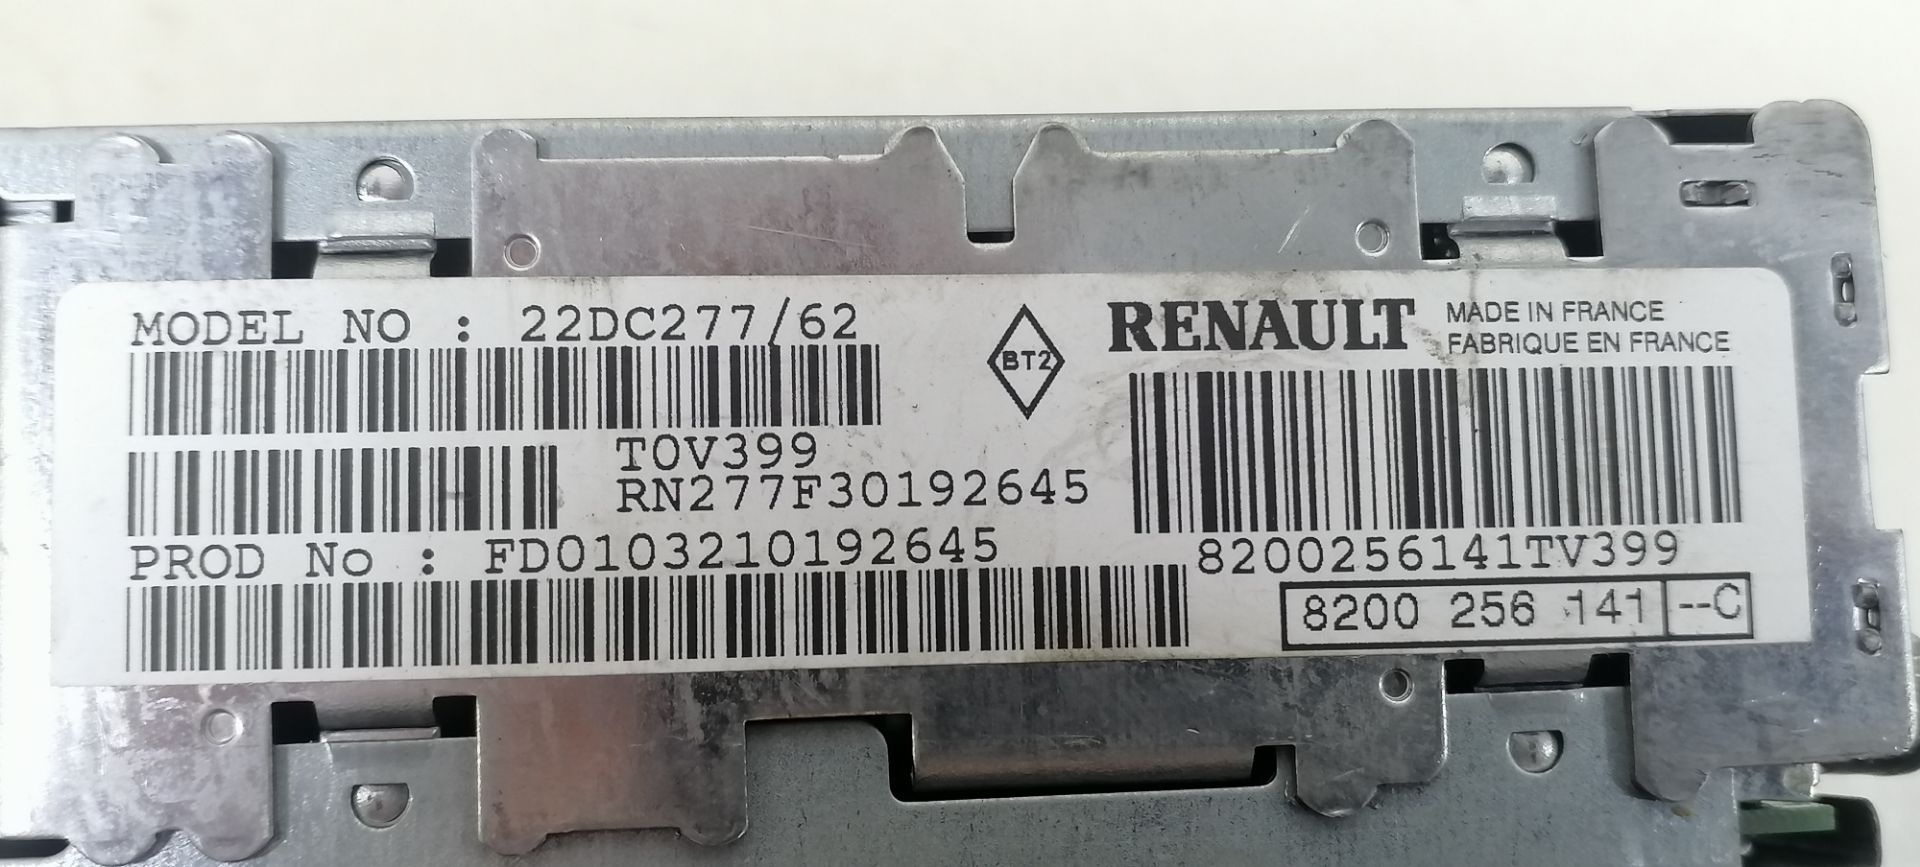 MODEL NO : 22DC277/62
BT2
RENAULT
MADE IN FRANCE
FABRIQUE EN FRANCE
TOV399
RN277F30192645
PROD No : FD0103210192645
8200256141TV399
8200 256 141 --C